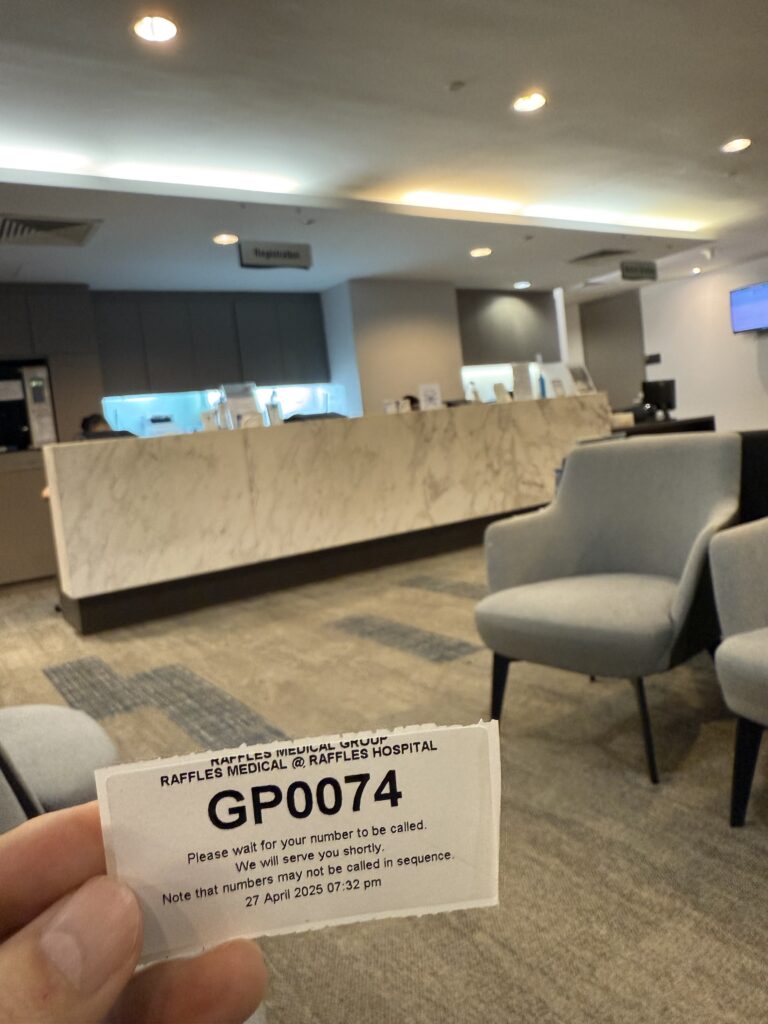 Registration
RAFFLES MEDICAL GROUP
RAFFLES MEDICAL @ RAFFLES HOSPITAL
GP0074
Please wait for your number to be called.
We will serve you shortly.
Note that numbers may not be called in sequence.
27 April 2025 07:32 pm